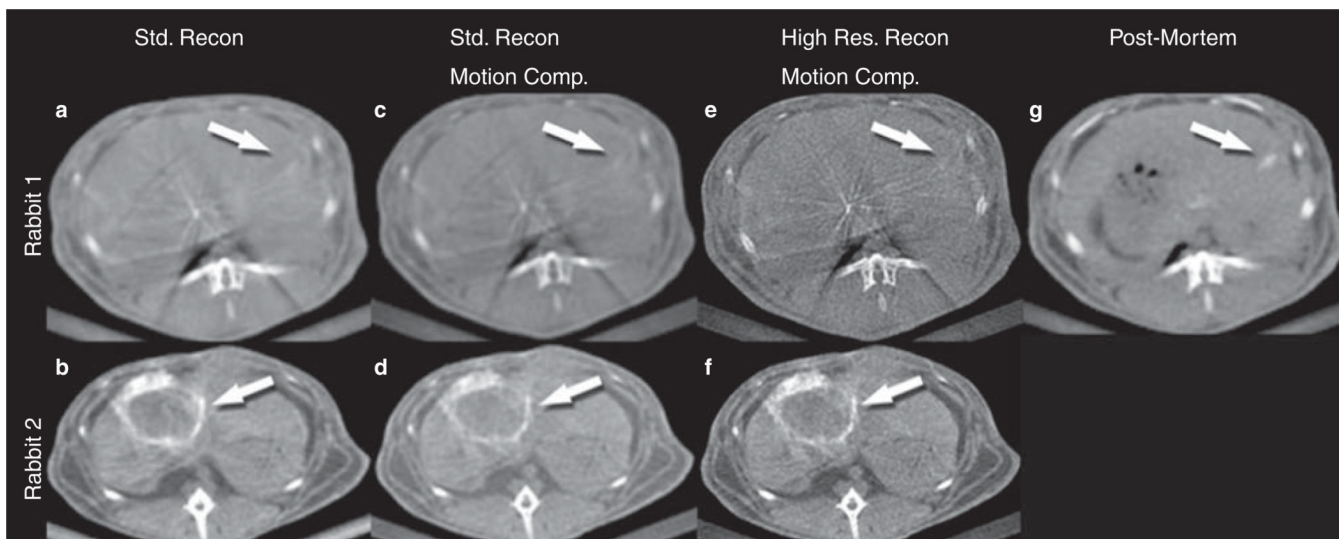 Std. Recon
Std. Recon
Motion Comp.
High Res. Recon
Motion Comp.
Post-Mortem
Rabbit 1
a
c
e
g
Rabbit 2
b
d
f